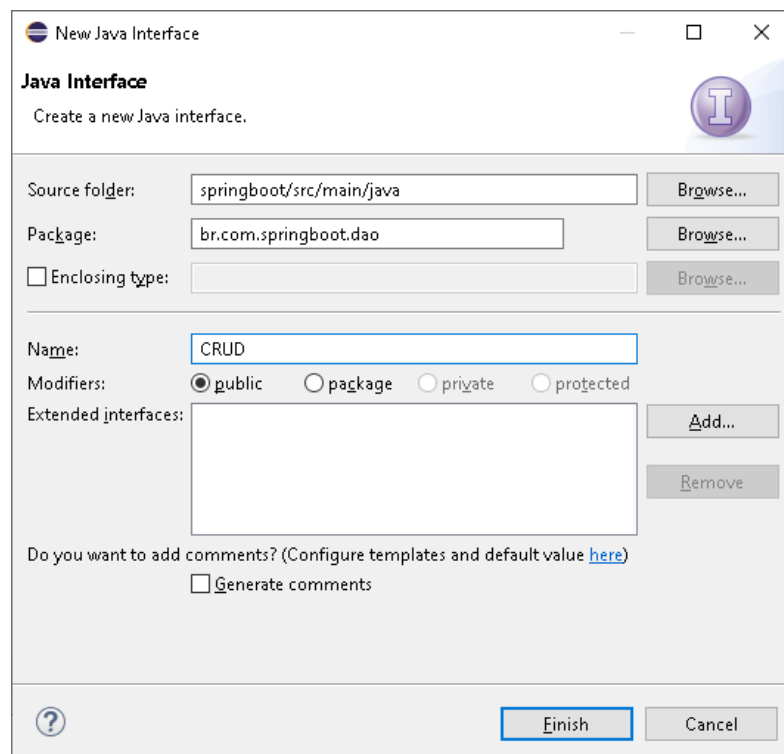 New Java Interface
Java Interface
Create a new Java interface.
Source folder: springboot/src/main/java Browse...
Package: br.com.springboot.dao Browse...
Enclosing type: Browse...
Name: CRUD
Modifiers: public package private protected
Extended interfaces: Add...
Remove
Do you want to add comments? (Configure templates and default value here)
Generate comments
? Finish Cancel